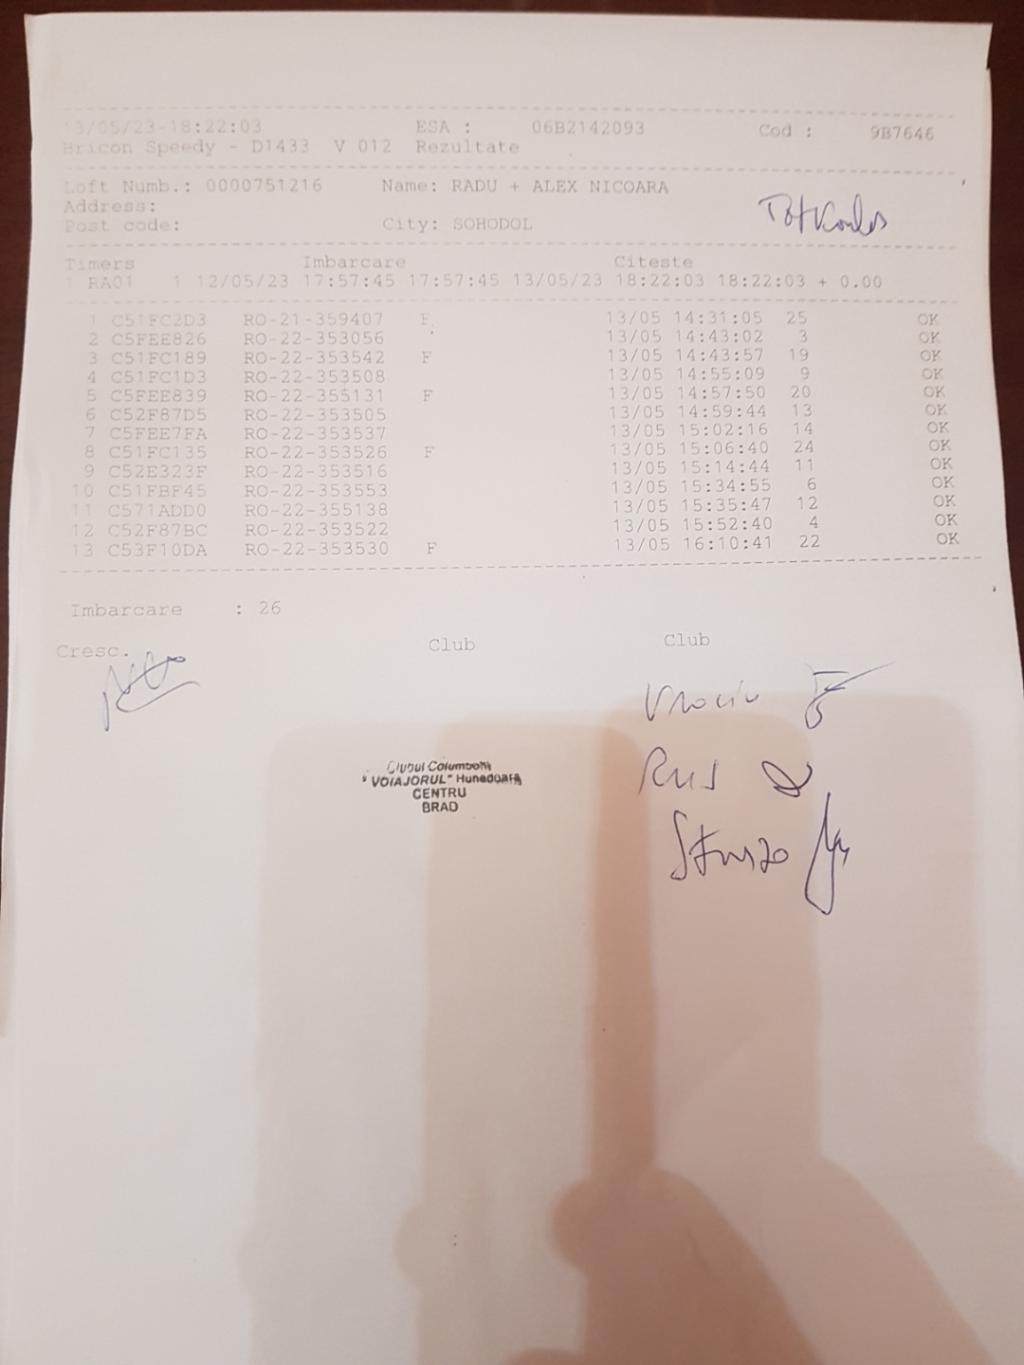 13/05/23-18:22:03 ESA : 06B2142093 Cod : 9B7646
Bricon Speedy - D1433 V 012 Rezultate
Loft Numb.: 0000751216 Name: RADU + ALEX NICOARA
Address:
Post code: City: SOHODOL
Timers Imbarcare Citeste
1 RA01 1 12/05/23 17:57:45 17:57:45 13/05/23 18:22:03 18:22:03 + 0.00
1 C51FC2D3 RO-21-359407 F 13/05 14:31:05 25 OK
2 C5FEE826 RO-22-353056 13/05 14:43:02 3 OK
3 C51FC189 RO-22-353542 F 13/05 14:43:57 19 OK
4 C51FC1D3 RO-22-353508 13/05 14:55:09 9 OK
5 C5FEE839 RO-22-355131 F 13/05 14:57:50 20 OK
6 C52F87D5 RO-22-353505 13/05 14:59:44 13 OK
7 C5FEE7FA RO-22-353537 13/05 15:02:16 14 OK
8 C51FC135 RO-22-353526 F 13/05 15:06:40 24 OK
9 C52E323F RO-22-353516 13/05 15:14:44 11 OK
10 C51FBF45 RO-22-353553 13/05 15:34:55 6 OK
11 C571ADD0 RO-22-355138 13/05 15:35:47 12 OK
12 C52F87BC RO-22-353522 13/05 15:52:40 4 OK
13 C53F10DA RO-22-353530 F 13/05 16:10:41 22 OK
Imbarcare : 26
Cresc. Club Club
Clubul Columbofil
"VOIAJORUL" Hunedoara
CENTRU
BRAD
Rus